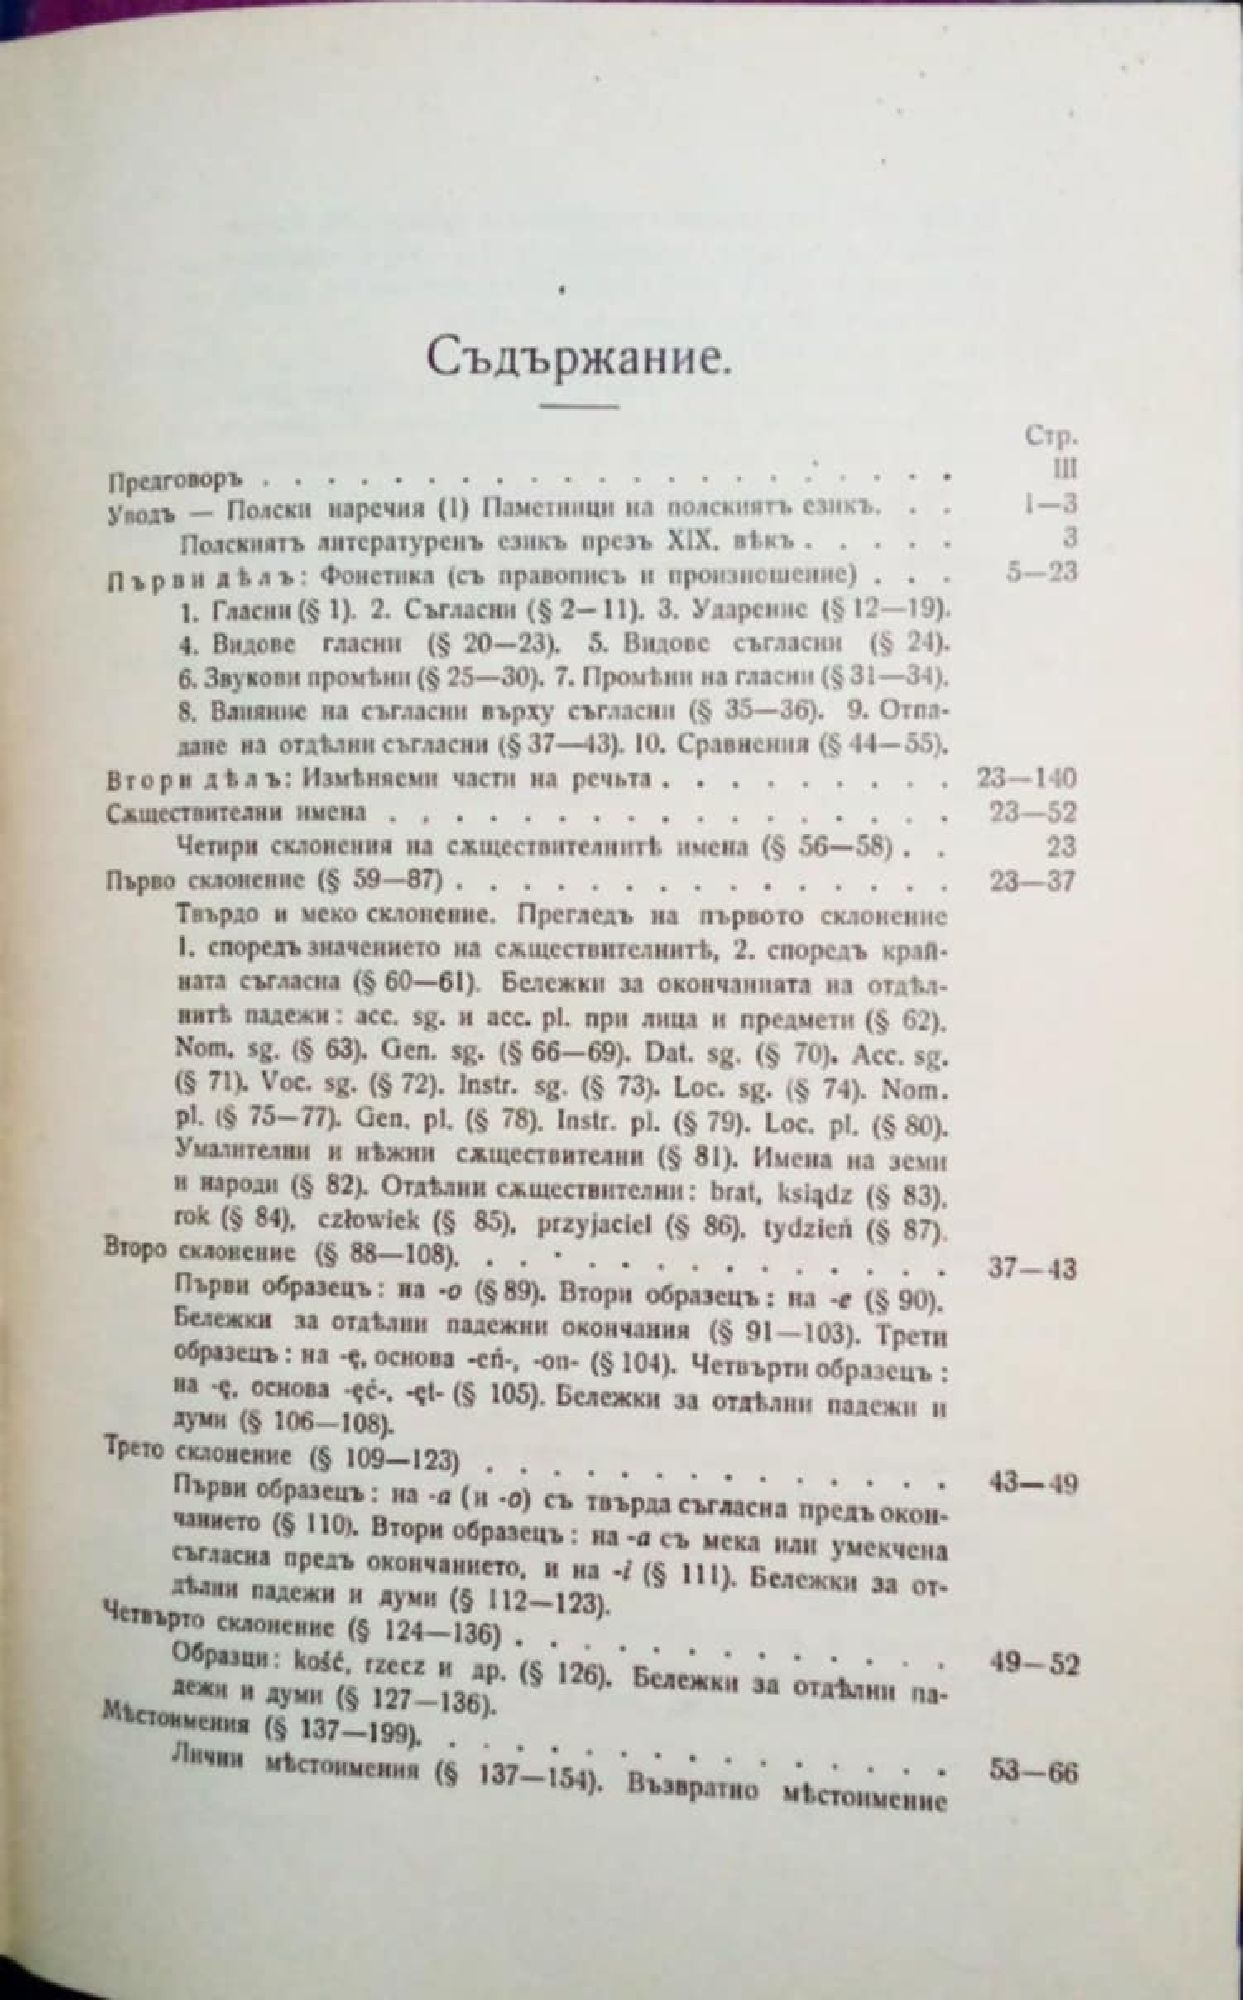 Съдържание.
Стр.
Предговоръ . . . . . . . . . . . . . . . . . . . . . III
Уводъ — Полски наречия (1) Паметници на полскиятъ езикъ. . . 1—3
Полскиятъ литературенъ езикъ презъ XIX. вѣкъ . . . . . 3
Първи дѣлъ: Фонетика (съ правописъ и произношение) . . . 5—23
1. Гласни (§ 1). 2. Съгласни (§ 2—11). 3. Ударение (§ 12—19).
4. Видове гласни (§ 20—23). 5. Видове съгласни (§ 24).
6. Звукови промѣни (§ 25—30). 7. Промѣни на гласни (§ 31—34).
8. Влияние на съгласни върху съгласни (§ 35—36). 9. Отпа-
дане на отдѣлни съгласни (§ 37—43). 10. Сравнения (§ 44—55).
Втори дѣлъ: Измѣняеми части на речьта . . . . . . . . . 23—140
Сѫществителни имена . . . . . . . . . . . . . . . . . 23—52
Четири склонения на сѫществителнитѣ имена (§ 56—58) . . 23
Първо склонение (§ 59—87) . . . . . . . . . . . . . . . 23—37
Твърдо и меко склонение. Прегледъ на първото склонение
1. споредъ значението на сѫществителнитѣ, 2. споредъ край-
ната съгласна (§ 60—61). Бележки за окончанията на отдѣл-
нитѣ падежи: acc. sg. и acc. pl. при лица и предмети (§ 62).
Nom. sg. (§ 63). Gen. sg. (§ 66—69). Dat. sg. (§ 70). Acc. sg.
(§ 71). Voc. sg. (§ 72). Instr. sg. (§ 73). Loc. sg. (§ 74). Nom.
pl. (§ 75—77). Gen. pl. (§ 78). Instr. pl. (§ 79). Loc. pl. (§ 80).
Умалителни и нѣжни сѫществителни (§ 81). Имена на земи
и народи (§ 82). Отдѣлни сѫществителни: brat, ksiądz (§ 83),
rok (§ 84), człowiek (§ 85), przyjaciel (§ 86), tydzień (§ 87).
Второ склонение (§ 88—108). . . . . . . . . . . . . . . 37—43
Първи образецъ: на -o (§ 89). Втори образецъ: на -e (§ 90).
Бележки за отдѣлни падежни окончания (§ 91—103). Трети
образецъ: на -ę, основа -eń-, -on- (§ 104). Четвърти образецъ:
на -ę, основа -ęć-, -ęt- (§ 105). Бележки за отдѣлни падежи и
думи (§ 106—108).
Трето склонение (§ 109—123) . . . . . . . . . . . . . . 43—49
Първи образецъ: на -a (и -o) съ твърда съгласна предъ окон-
чанието (§ 110). Втори образецъ: на -a съ мека или умекчена
съгласна предъ окончанието, и на -i (§ 111). Бележки за от-
дѣлни падежи и думи (§ 112—123).
Четвърто склонение (§ 124—136) . . . . . . . . . . . . . 49—52
Образци: kość, rzecz и др. (§ 126). Бележки за отдѣлни па-
дежи и думи (§ 127—136).
Мѣстоимения (§ 137—199). . . . . . . . . . . . . . . . 53—66
Лични мѣстоимения (§ 137—154). Възвратно мѣстоимение